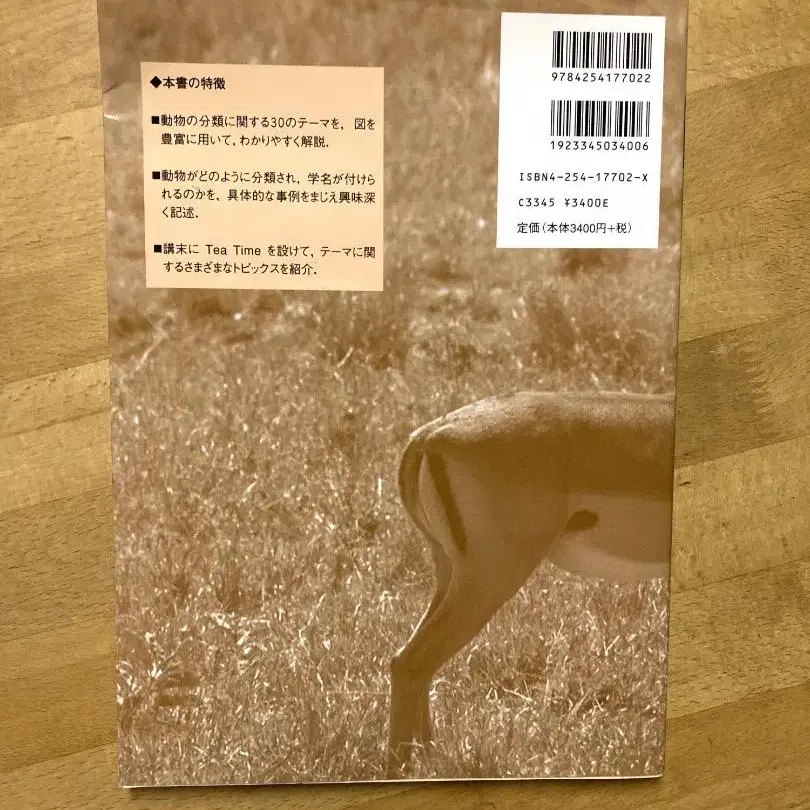 ◆本書の特徴
■動物の分類に関する30のテーマを，図を
豊富に用いて，わかりやすく解説．
■動物がどのように分類され，学名が付けら
れるのかを，具体的な事例をまじえ興味深
く記述．
■講末に Tea Time を設けて，テーマに関
するさまざまなトピックスを紹介．
9784254177022
1923345034006
ISBN4-254-17702-X
C3345 ¥3400E
定価（本体3400円+税）